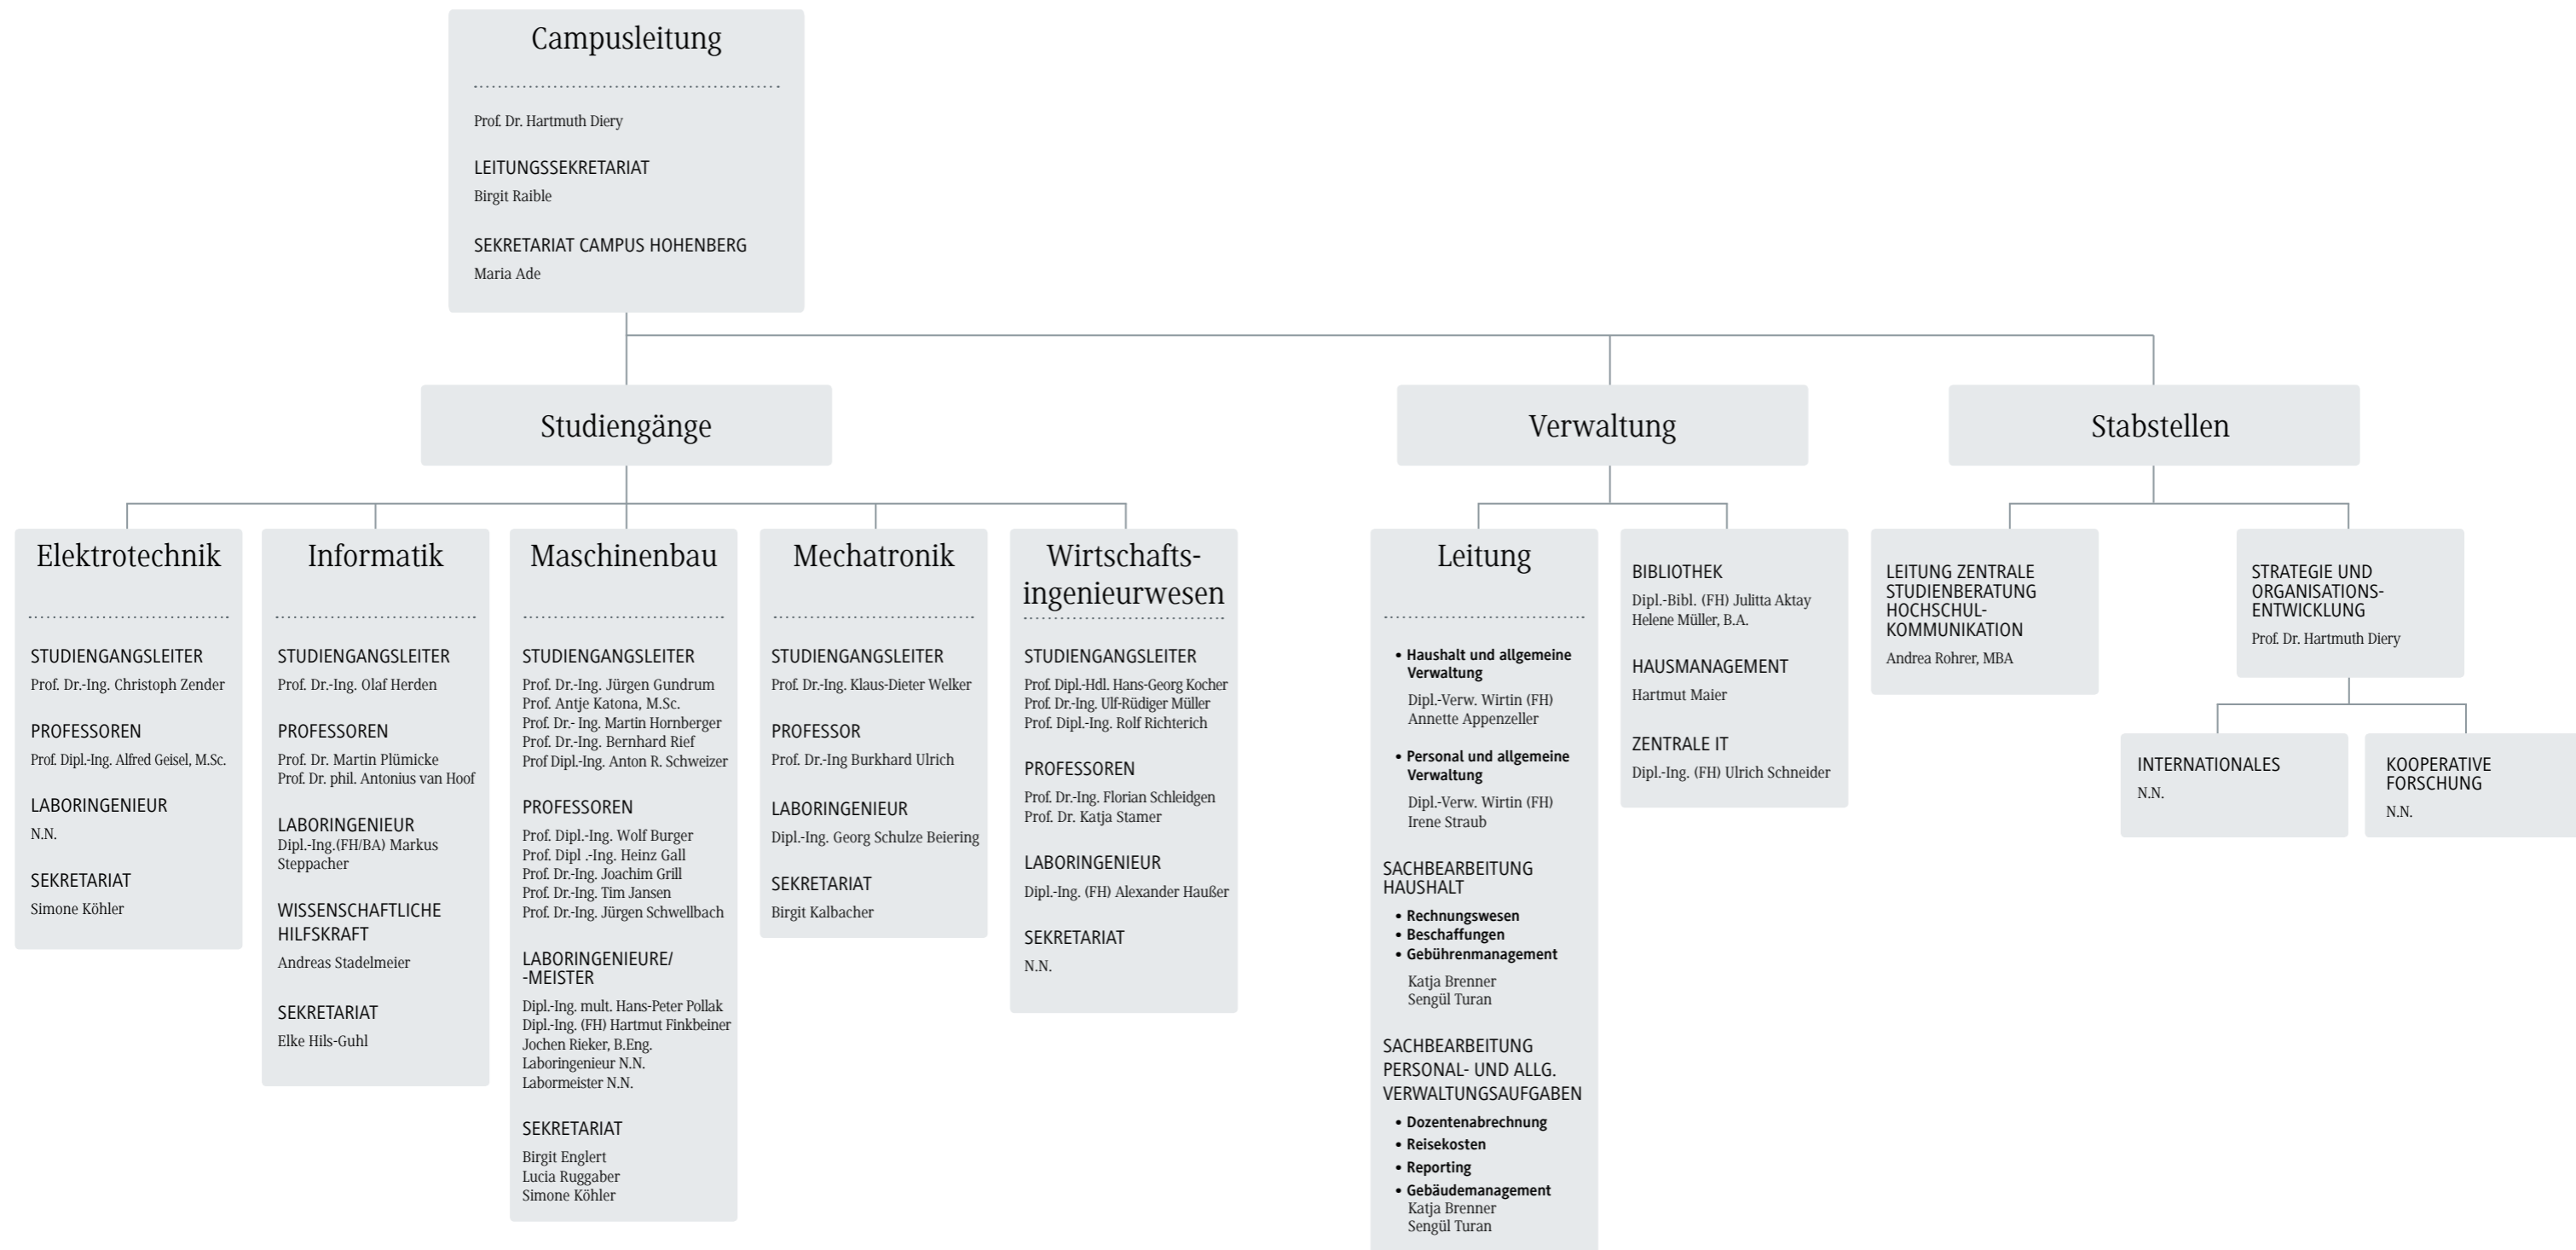 Campusleitung
Prof. Dr. Hartmuth Diery
LEITUNGSSEKRETARIAT
Birgit Raible
SEKRETARIAT CAMPUS HOHENBERG
Maria Ade
Studiengänge
Verwaltung
Stabstellen
Elektrotechnik
STUDIENGANGSLEITER
Prof. Dr.-Ing. Christoph Zender
PROFESSOREN
Prof. Dipl.-Ing. Alfred Geisel, M.Sc.
LABORINGENIEUR
N.N.
SEKRETARIAT
Simone Köhler
Informatik
STUDIENGANGSLEITER
Prof. Dr.-Ing. Olaf Herden
PROFESSOREN
Prof. Dr. Martin Plümicke
Prof. Dr. phil. Antonius van Hoof
LABORINGENIEUR
Dipl.-Ing.(FH/BA) Markus
Steppacher
WISSENSCHAFTLICHE
HILFSKRAFT
Andreas Stadelmeier
SEKRETARIAT
Elke Hils-Guhl
Maschinenbau
STUDIENGANGSLEITER
Prof. Dr.-Ing. Jürgen Gundrum
Prof. Antje Katona, M.Sc.
Prof. Dr.- Ing. Martin Hornberger
Prof. Dr.-Ing. Bernhard Rief
Prof Dipl.-Ing. Anton R. Schweizer
PROFESSOREN
Prof. Dipl.-Ing. Wolf Burger
Prof. Dipl .-Ing. Heinz Gall
Prof. Dr.-Ing. Joachim Grill
Prof. Dr.-Ing. Tim Jansen
Prof. Dr.-Ing. Jürgen Schwellbach
LABORINGENIEURE/
-MEISTER
Dipl.-Ing. mult. Hans-Peter Pollak
Dipl.-Ing. (FH) Hartmut Finkbeiner
Jochen Rieker, B.Eng.
Laboringenieur N.N.
Labormeister N.N.
SEKRETARIAT
Birgit Englert
Lucia Ruggaber
Simone Köhler
Mechatronik
STUDIENGANGSLEITER
Prof. Dr.-Ing. Klaus-Dieter Welker
PROFESSOR
Prof. Dr.-Ing Burkhard Ulrich
LABORINGENIEUR
Dipl.-Ing. Georg Schulze Beiering
SEKRETARIAT
Birgit Kalbacher
Wirtschafts-
ingenieurwesen
STUDIENGANGSLEITER
Prof. Dipl.-Hdl. Hans-Georg Kocher
Prof. Dr.-Ing. Ulf-Rüdiger Müller
Prof. Dipl.-Ing. Rolf Richterich
PROFESSOREN
Prof. Dr.-Ing. Florian Schleidgen
Prof. Dr. Katja Stamer
LABORINGENIEUR
Dipl.-Ing. (FH) Alexander Haußer
SEKRETARIAT
N.N.
Leitung
• Haushalt und allgemeine
Verwaltung
Dipl.-Verw. Wirtin (FH)
Annette Appenzeller
• Personal und allgemeine
Verwaltung
Dipl.-Verw. Wirtin (FH)
Irene Straub
SACHBEARBEITUNG
HAUSHALT
• Rechnungswesen
• Beschaffungen
• Gebührenmanagement
Katja Brenner
Sengül Turan
SACHBEARBEITUNG
PERSONAL- UND ALLG.
VERWALTUNGSAUFGABEN
• Dozentenabrechnung
• Reisekosten
• Reporting
• Gebäudemanagement
Katja Brenner
Sengül Turan
BIBLIOTHEK
Dipl.-Bibl. (FH) Julitta Aktay
Helene Müller, B.A.
HAUSMANAGEMENT
Hartmut Maier
ZENTRALE IT
Dipl.-Ing. (FH) Ulrich Schneider
LEITUNG ZENTRALE
STUDIENBERATUNG
HOCHSCHUL-
KOMMUNIKATION
Andrea Rohrer, MBA
STRATEGIE UND
ORGANISATIONS-
ENTWICKLUNG
Prof. Dr. Hartmuth Diery
INTERNATIONALES
N.N.
KOOPERATIVE
FORSCHUNG
N.N.